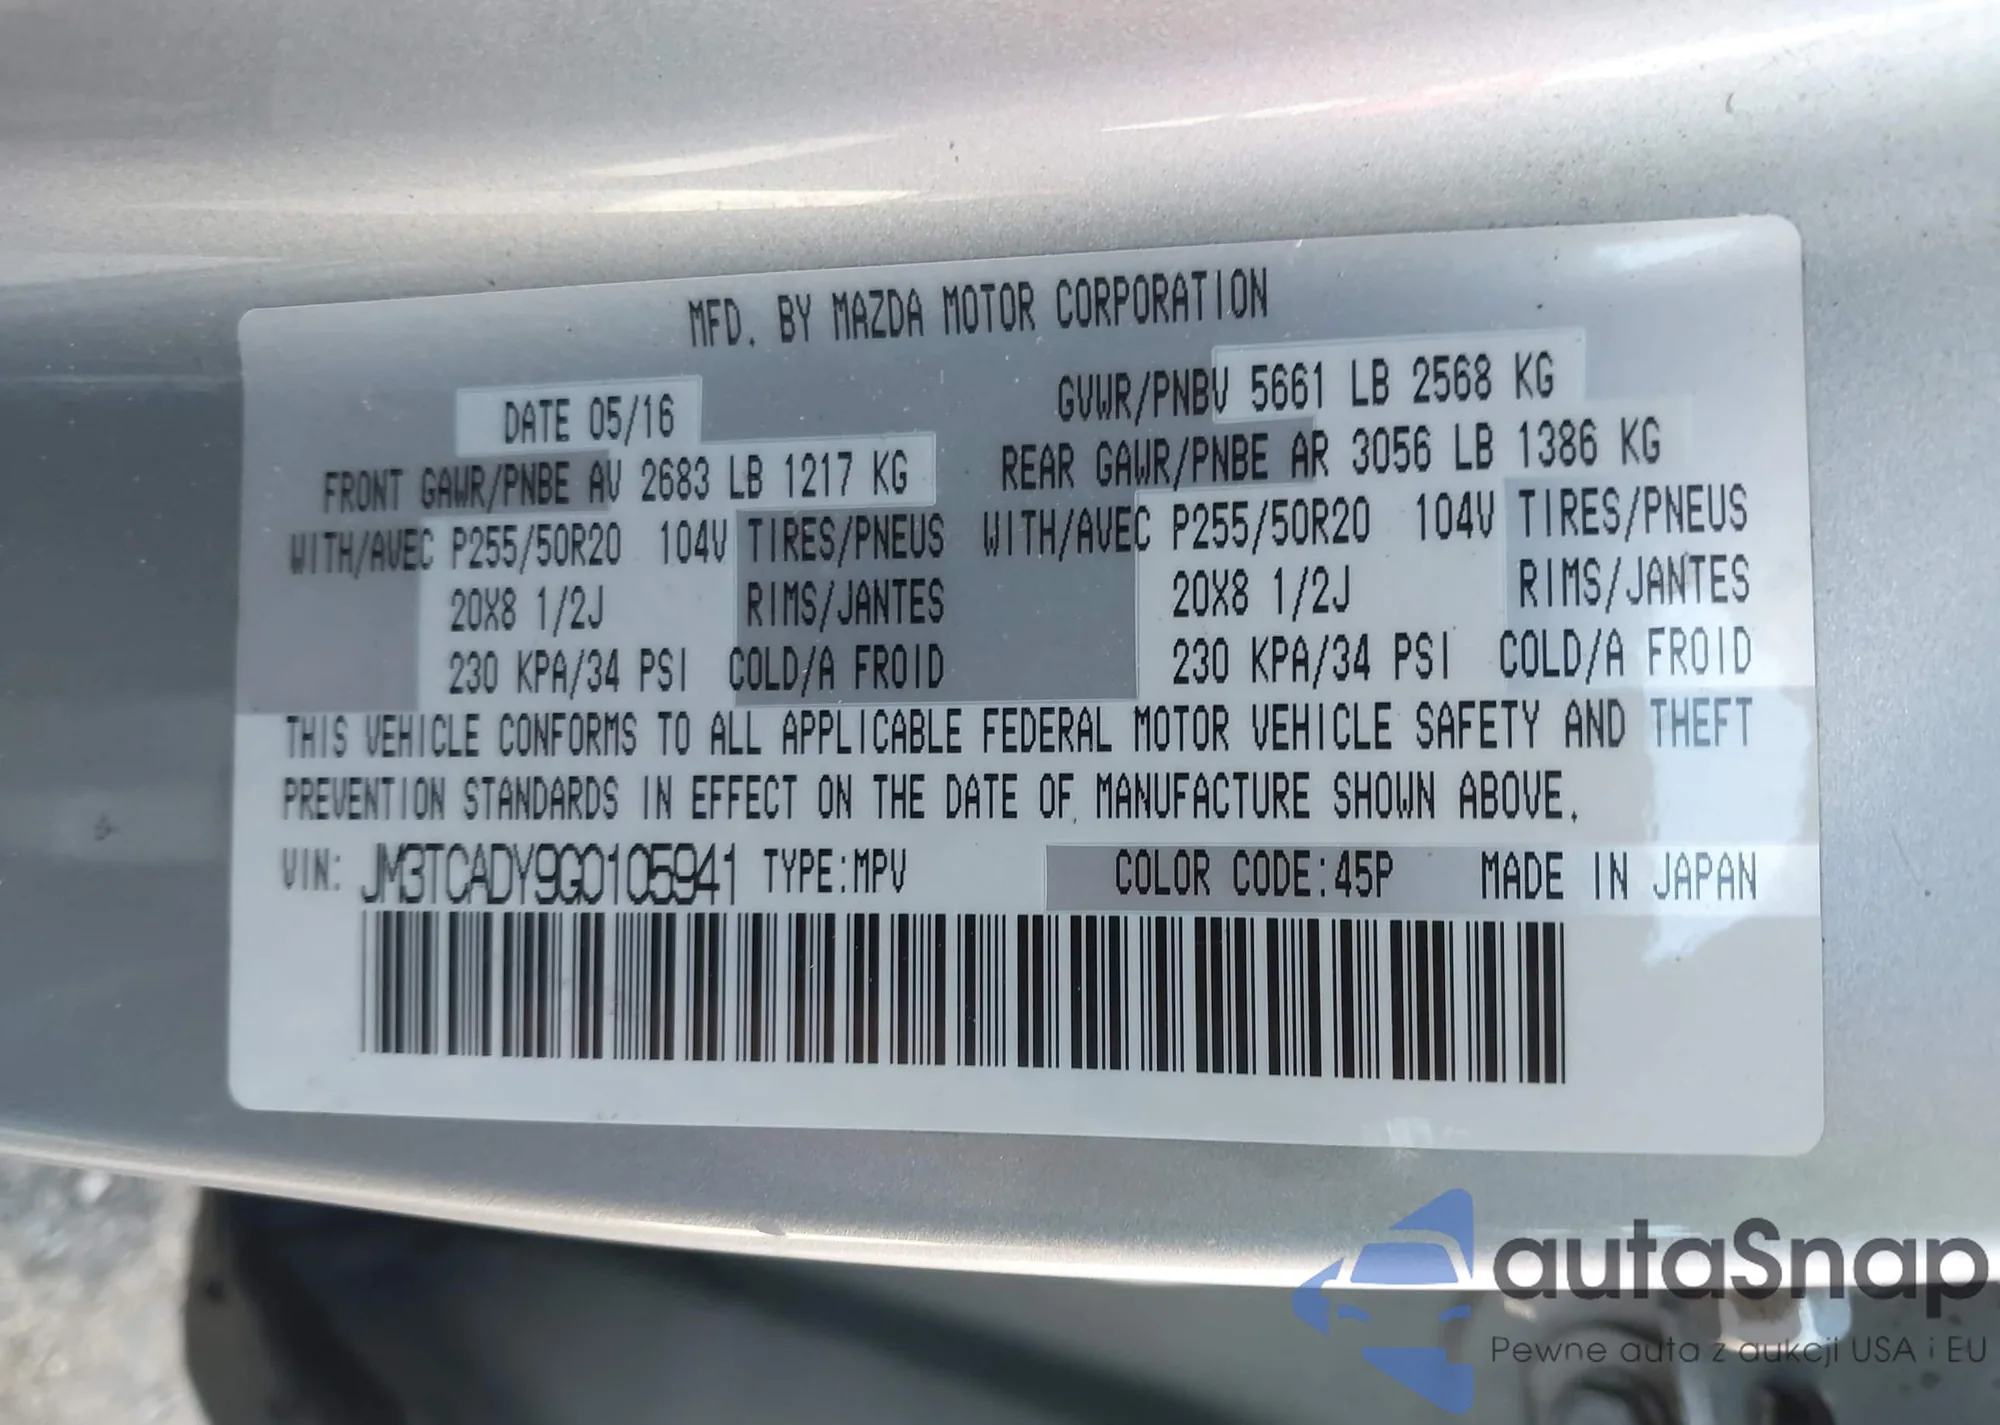 MFD. BY MAZDA MOTOR CORPORATION
DATE 05/16 GVWR/PNBV 5661 LB 2568 KG
FRONT GAWR/PNBE AV 2683 LB 1217 KG REAR GAWR/PNBE AR 3056 LB 1386 KG
WITH/AVEC P255/50R20 104V TIRES/PNEUS WITH/AVEC P255/50R20 104V TIRES/PNEUS
20X8 1/2J RIMS/JANTES 20X8 1/2J RIMS/JANTES
230 KPA/34 PSI COLD/A FROID 230 KPA/34 PSI COLD/A FROID
THIS VEHICLE CONFORMS TO ALL APPLICABLE FEDERAL MOTOR VEHICLE SAFETY AND THEFT
PREVENTION STANDARDS IN EFFECT ON THE DATE OF MANUFACTURE SHOWN ABOVE.
VIN: JM3TCADY9G0105941 TYPE:MPV COLOR CODE:45P MADE IN JAPAN
autaSnap
Pewne auta z aukcji USA i EU